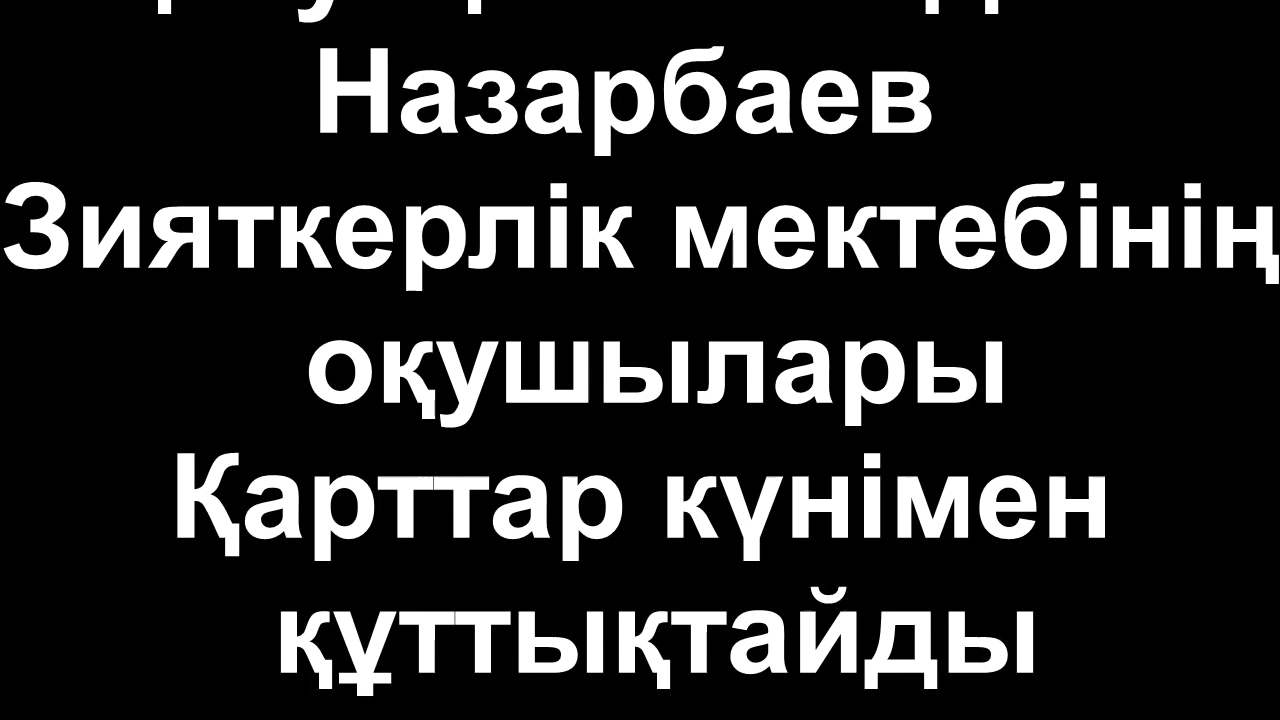 Назарбаев
Зияткерлік мектебінің
оқушылары
Қарттар күнімен
құттықтайды